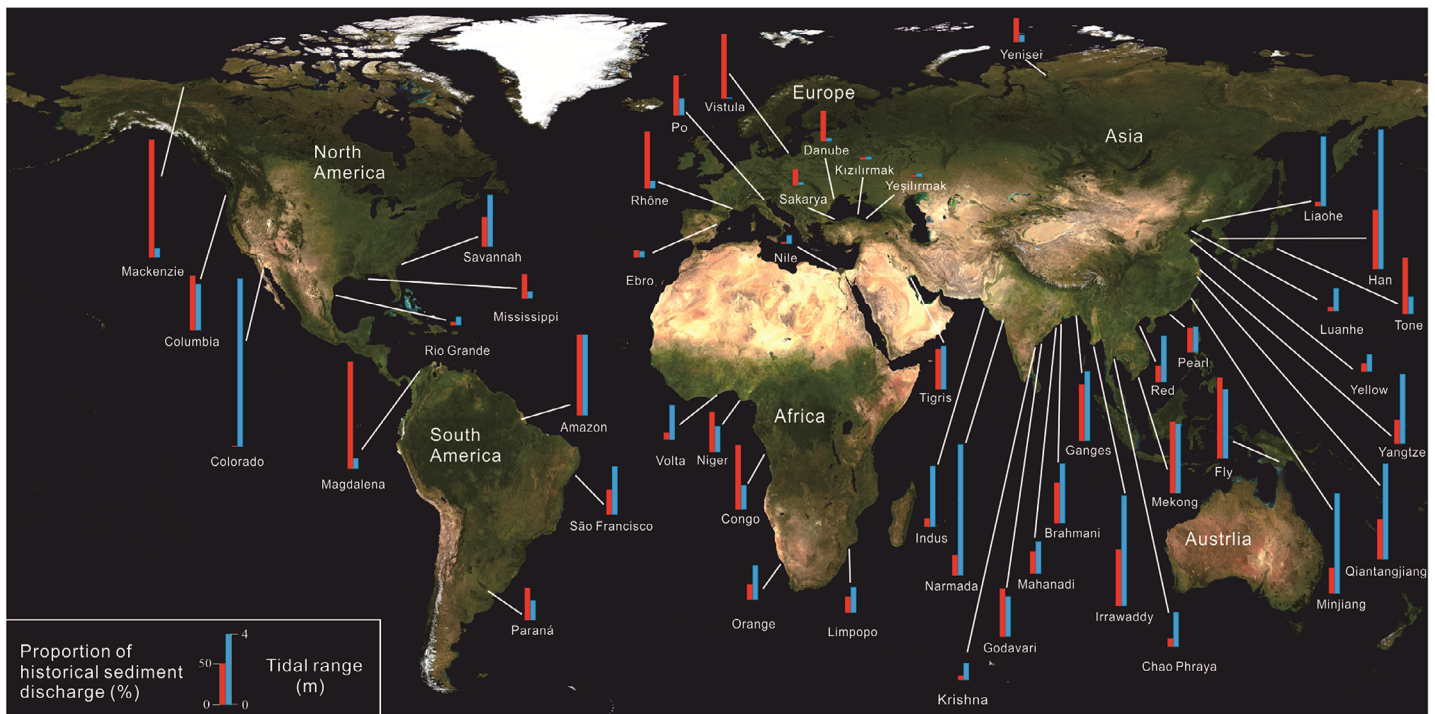 Yenisei
Vistula
Po
Europe
Danube
Asia
North
America
Kızılırmak
Yeşilırmak
Rhône
Sakarya
Liaohe
Mackenzie
Savannah
Ebro
Nile
Han
Columbia
Mississippi
Luanhe
Tone
Rio Grande
Pearl
Colorado
Amazon
Tigris
Red
Yellow
South
America
Africa
Magdalena
Volta
Niger
Ganges
Fly
Yangtze
São Francisco
Congo
Mekong
Indus
Brahmani
Austrlia
Narmada
Mahanadi
Qiantangjiang
Paraná
Orange
Limpopo
Irrawaddy
Minjiang
Godavari
Chao Phraya
Krishna
Proportion of
historical sediment
discharge (%)
50
0
4
0
Tidal range
(m)